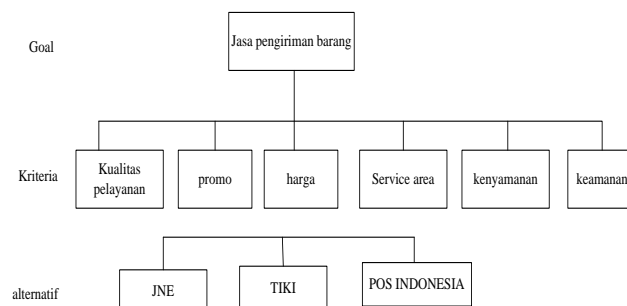 Goal
Jasa pengiriman barang
Kriteria
Kualitas
pelayanan
promo
harga
Service area
kenyamanan
keamanan
alternatif
JNE
TIKI
POS INDONESIA